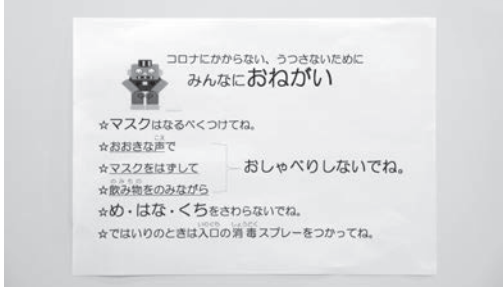 コロナにかからない、うつさないために
みんなにおねがい
☆マスクはなるべくつけてね。
☆おおきな声で
☆マスクをはずして
☆飲み物をのみながら
おしゃべりしないでね。
☆め・はな・くちをさわらないでね。
☆ではいりのときは入口の消毒スプレーをつかってね。